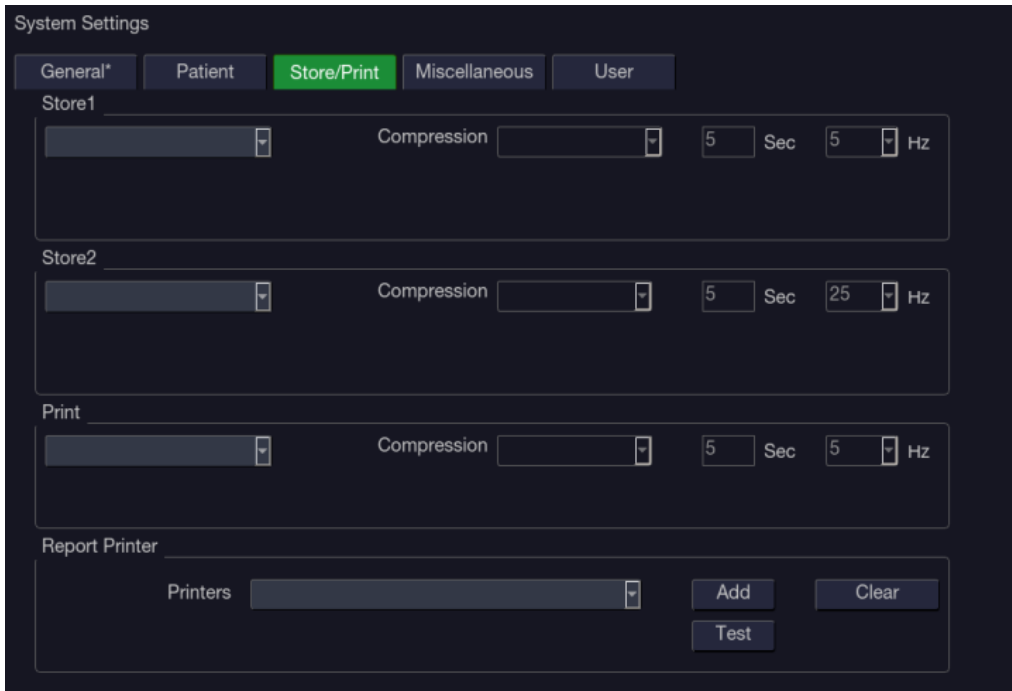 System Settings
General* Patient Store/Print Miscellaneous User
Store1
Compression 5 Sec 5 Hz
Store2
Compression 5 Sec 25 Hz
Print
Compression 5 Sec 5 Hz
Report Printer
Printers Add Clear
Test